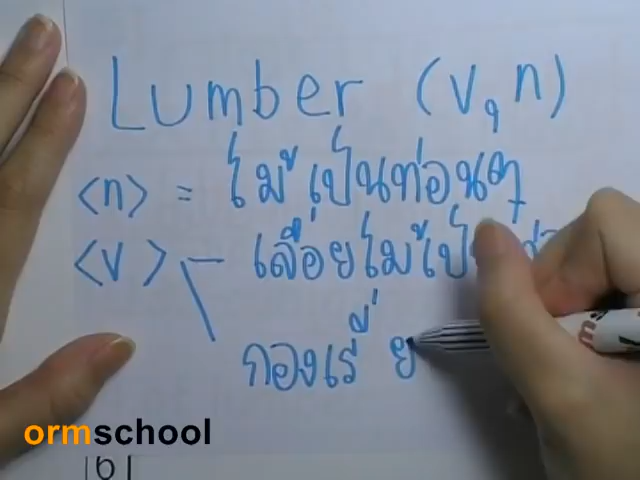 Lumber (v, n)
<n> = ไม้ เป็นท่อนๆ
<v> เลื่อยไม้เป็
กองเรี่ ย
ormschool